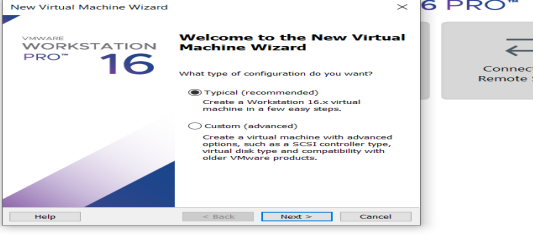 New Virtual Machine Wizard
6 PRO™
VMWARE
WORKSTATION
PRO™
16
Welcome to the New Virtual
Machine Wizard
What type of configuration do you want?
Typical (recommended)
Create a Workstation 16.x virtual
machine in a few easy steps.
Custom (advanced)
Create a virtual machine with advanced
options, such as a SCSI controller type,
virtual disk type and compatibility with
older VMware products.
Connec
Remote S
Help
< Back
Next >
Cancel